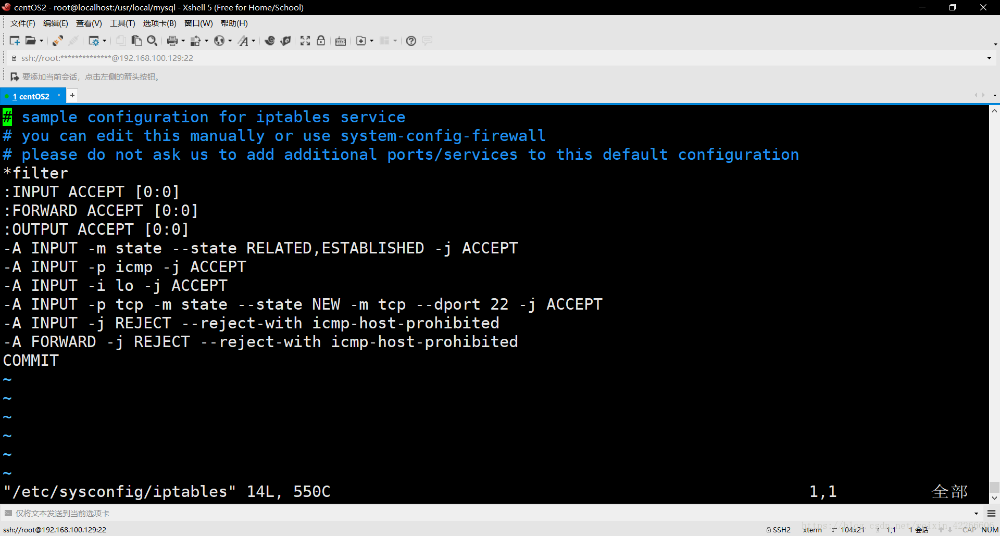 centOS2 - root@localhost:/usr/local/mysql - Xshell 5 (Free for Home/School)
文件(F) 编辑(E) 查看(V) 工具(T) 选项卡(B) 窗口(W) 帮助(H)
ssh://root:**************@192.168.100.129:22
要添加当前会话，点击左侧的箭头按钮。
1 centOS2 × +
# sample configuration for iptables service
# you can edit this manually or use system-config-firewall
# please do not ask us to add additional ports/services to this default configuration
*filter
:INPUT ACCEPT [0:0]
:FORWARD ACCEPT [0:0]
:OUTPUT ACCEPT [0:0]
-A INPUT -m state --state RELATED,ESTABLISHED -j ACCEPT
-A INPUT -p icmp -j ACCEPT
-A INPUT -i lo -j ACCEPT
-A INPUT -p tcp -m state --state NEW -m tcp --dport 22 -j ACCEPT
-A INPUT -j REJECT --reject-with icmp-host-prohibited
-A FORWARD -j REJECT --reject-with icmp-host-prohibited
COMMIT
~
~
~
~
~
~
"/etc/sysconfig/iptables" 14L, 550C 1,1 全部
仅将文本发送到当前选项卡
https://blog.csdn.net/weixin_42266606
ssh://root@192.168.100.129:22 SSH2 xterm 104x21 1,1 1 会话 CAP NUM